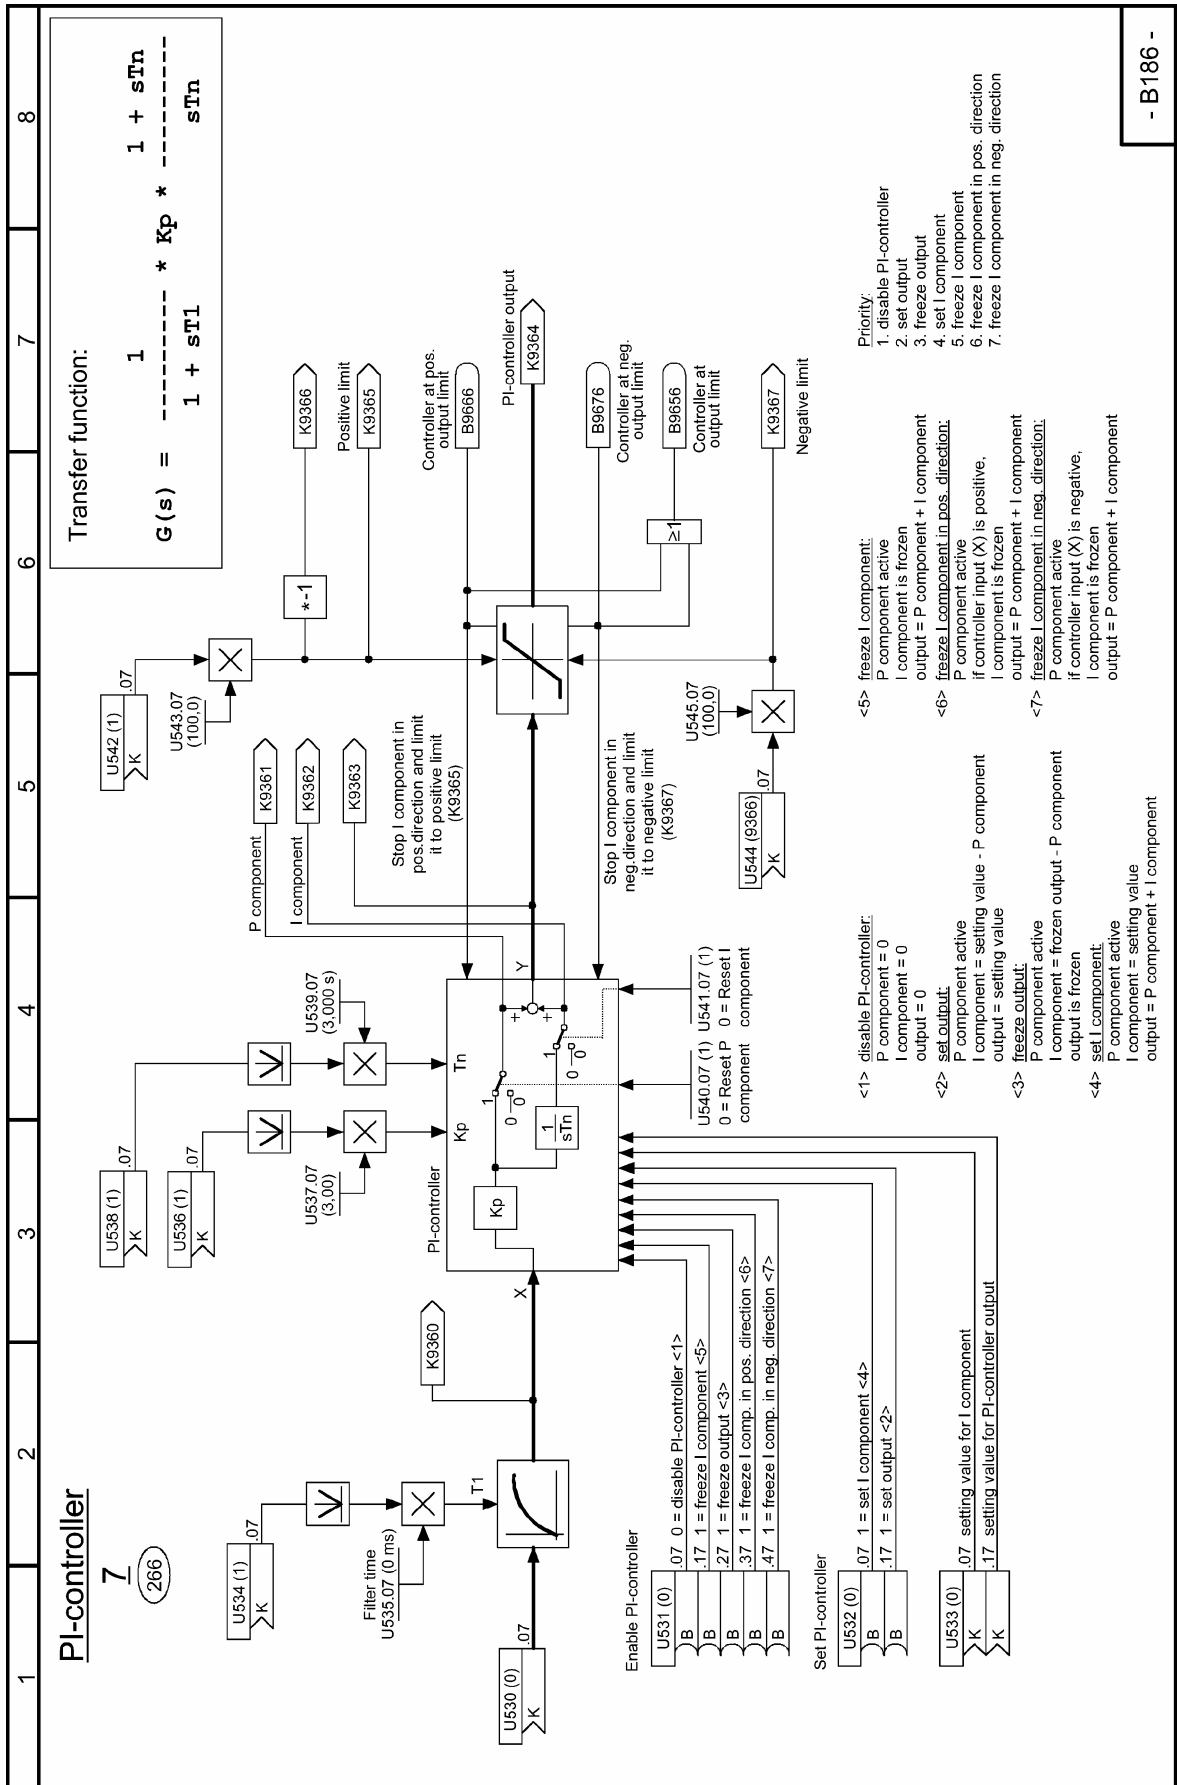 1 2 3 4 5 6 7 8
PI-controller
7
266
Transfer function:
1 1 + sTn
G(s) = -------- * Kp * ---------
1 + sT1 sTn
U534 (1)
K
.07
Filter time
U535.07 (0 ms)
T1
U530 (0)
K
.07
K9360
X
U538 (1)
K
.07
U536 (1)
K
.07
U537.07
(3,00)
U539.07
(3,000 s)
PI-controller
Kp
Tn
Kp
1
sTn
1
0
0
1
0
0
+
+
Y
P component
I component
K9361
K9362
K9363
U542 (1)
K
.07
U543.07
(100,0)
*-1
K9366
Positive limit
K9365
Stop I component in
pos.direction and limit
it to positive limit
(K9365)
Controller at pos.
output limit
B9666
PI-controller output
K9364
B9676
Controller at neg.
output limit
≥1
B9656
Controller at
output limit
K9367
Negative limit
Stop I component in
neg.direction and limit
it to negative limit
(K9367)
U545.07
(100,0)
U544 (9366)
K
.07
U540.07 (1)
0 = Reset P
component
U541.07 (1)
0 = Reset I
component
Enable PI-controller
U531 (0)
B .07 0 = disable PI-controller <1>
B .17 1 = freeze I component <5>
B .27 1 = freeze output <3>
B .37 1 = freeze I comp. in pos. direction <6>
B .47 1 = freeze I comp. in neg. direction <7>
Set PI-controller
U532 (0)
B .07 1 = set I component <4>
B .17 1 = set output <2>
U533 (0)
K .07 setting value for I component
K .17 setting value for PI-controller output
<1> disable PI-controller:
P component = 0
I component = 0
output = 0
<2> set output:
P component active
I component = setting value - P component
output = setting value
<3> freeze output:
P component active
I component = frozen output - P component
output is frozen
<4> set I component:
P component active
I component = setting value
output = P component + I component
<5> freeze I component:
P component active
I component is frozen
output = P component + I component
<6> freeze I component in pos. direction:
P component active
if controller input (X) is positive,
I component is frozen
output = P component + I component
<7> freeze I component in neg. direction:
P component active
if controller input (X) is negative,
I component is frozen
output = P component + I component
Priority:
1. disable PI-controller
2. set output
3. freeze output
4. set I component
5. freeze I component
6. freeze I component in pos. direction
7. freeze I component in neg. direction
- B186 -